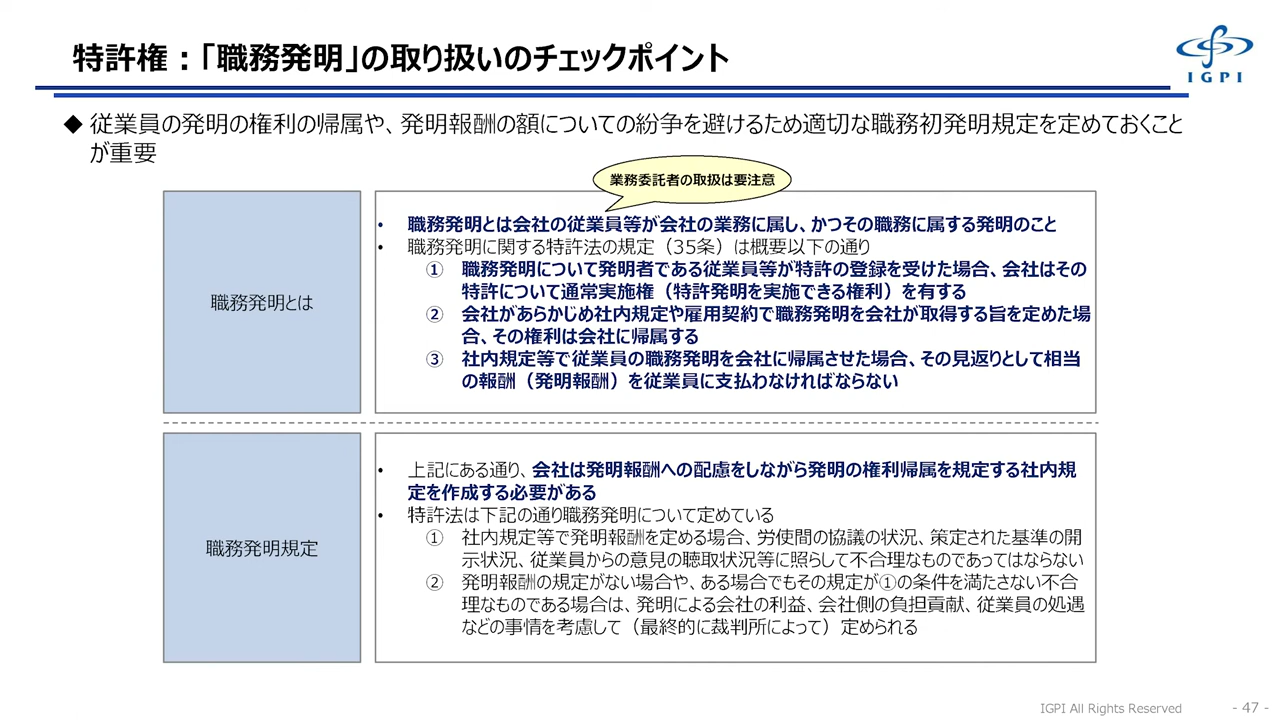 特許権：「職務発明」の取り扱いのチェックポイント
IGPI
◆ 従業員の発明の権利の帰属や、発明報酬の額についての紛争を避けるため適切な職務初発明規定を定めておくこと
が重要
業務委託者の取扱は要注意
職務発明とは
• 職務発明とは会社の従業員等が会社の業務に属し、かつその職務に属する発明のこと
• 職務発明に関する特許法の規定（35条）は概要以下の通り
① 職務発明について発明者である従業員等が特許の登録を受けた場合、会社はその
特許について通常実施権（特許発明を実施できる権利）を有する
② 会社があらかじめ社内規定や雇用契約で職務発明を会社が取得する旨を定めた場
合、その権利は会社に帰属する
③ 社内規定等で従業員の職務発明を会社に帰属させた場合、その見返りとして相当
の報酬（発明報酬）を従業員に支払わなければならない
職務発明規定
• 上記にある通り、会社は発明報酬への配慮をしながら発明の権利帰属を規定する社内規
定を作成する必要がある
• 特許法は下記の通り職務発明について定めている
① 社内規定等で発明報酬を定める場合、労使間の協議の状況、策定された基準の開
示状況、従業員からの意見の聴取状況等に照らして不合理なものであってはならない
② 発明報酬の規定がない場合や、ある場合でもその規定が①の条件を満たさない不合
理なものである場合は、発明による会社の利益、会社側の負担貢献、従業員の処遇
などの事情を考慮して（最終的に裁判所によって）定められる
IGPI All Rights Reserved
- 47 -